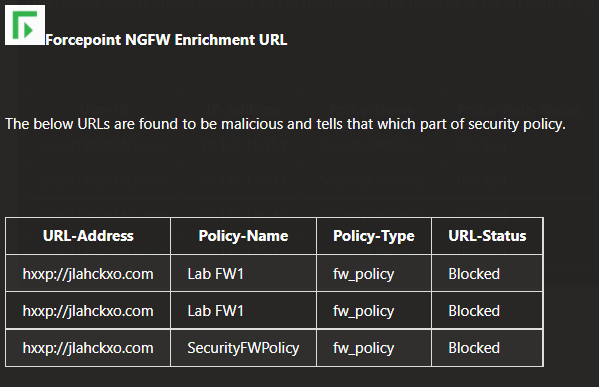 Forcepoint NGFW Enrichment URL
The below URLs are found to be malicious and tells that which part of security policy.
URL-Address Policy-Name Policy-Type URL-Status
hxxp://jlahckxo.com Lab FW1 fw_policy Blocked
hxxp://jlahckxo.com Lab FW1 fw_policy Blocked
hxxp://jlahckxo.com SecurityFWPolicy fw_policy Blocked